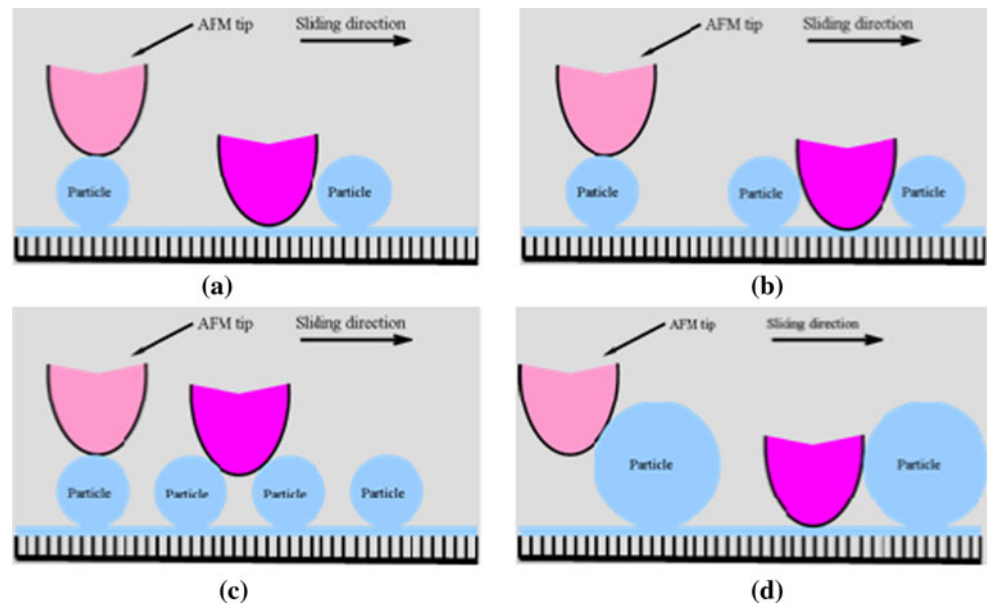 AFM tip Sliding direction
Particle Particle
(a)
AFM tip Sliding direction
Particle Particle Particle
(b)
AFM tip Sliding direction
Particle Particle Particle Particle
(c)
AFM tip Sliding direction
Particle Particle
(d)